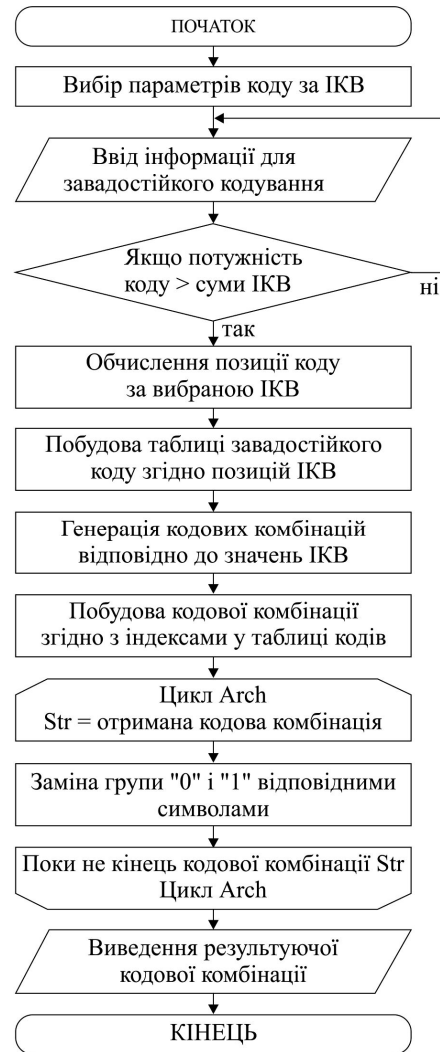 ПОЧАТОК
Вибір параметрів коду за ІКВ
Ввід інформації для
завадостійкого кодування
Якщо потужність
коду > суми ІКВ
ні
так
Обчислення позиції коду
за вибраною ІКВ
Побудова таблиці завадостійкого
коду згідно позицій ІКВ
Генерація кодових комбінацій
відповідно до значень ІКВ
Побудова кодової комбінації
згідно з індексами у таблиці кодів
Цикл Arch
Str = отримана кодова комбінація
Заміна групи "0" і "1" відповідними
символами
Поки не кінець кодової комбінації Str
Цикл Arch
Виведення результуючої
кодової комбінації
КІНЕЦЬ